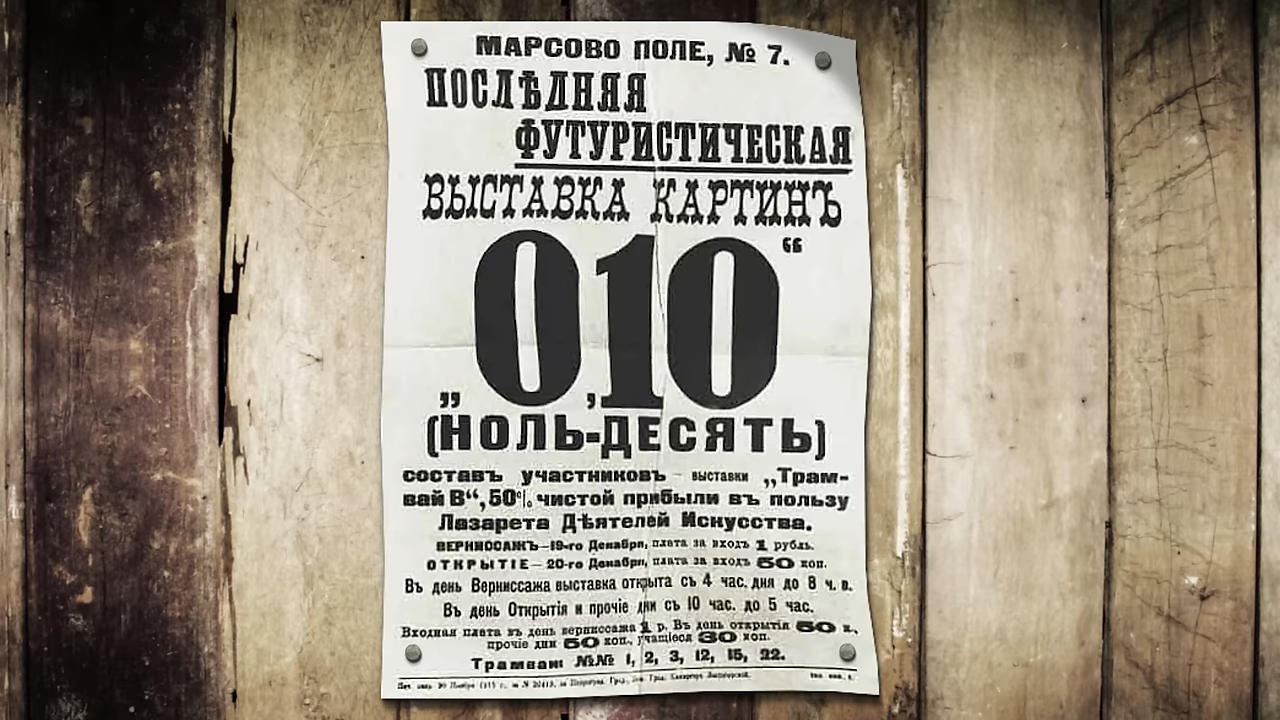 МАРСОВО ПОЛЕ, № 7.
ПОСЛѢДНЯЯ
ФУТУРИСТИЧЕСКАЯ
ВЫСТАВКА КАРТИНЪ
„0,10“
(НОЛЬ-ДЕСЯТЬ)
составъ участниковъ – выставки „Трам-
вай В“, 50% чистой прибыли въ пользу
Лазарета Дѣятелей Искусства.
ВЕРНИССАЖЪ—19-го Декабря, плата за входъ 1 рубль.
ОТКРЫТІЕ—20-го Декабря, плата за входъ 50 коп.
Въ день Верниссажа выставка открыта съ 4 час. дня до 8 ч. в.
Въ день Открытія и прочіе дни съ 10 час. до 5 час.
Входная плата въ день верниссажа 1 р. Въ день открытія 50 к.,
прочіе дни 50 коп., учащіеся 30 коп.
Трамваи: №№ 1, 2, 3, 12, 15, 22.